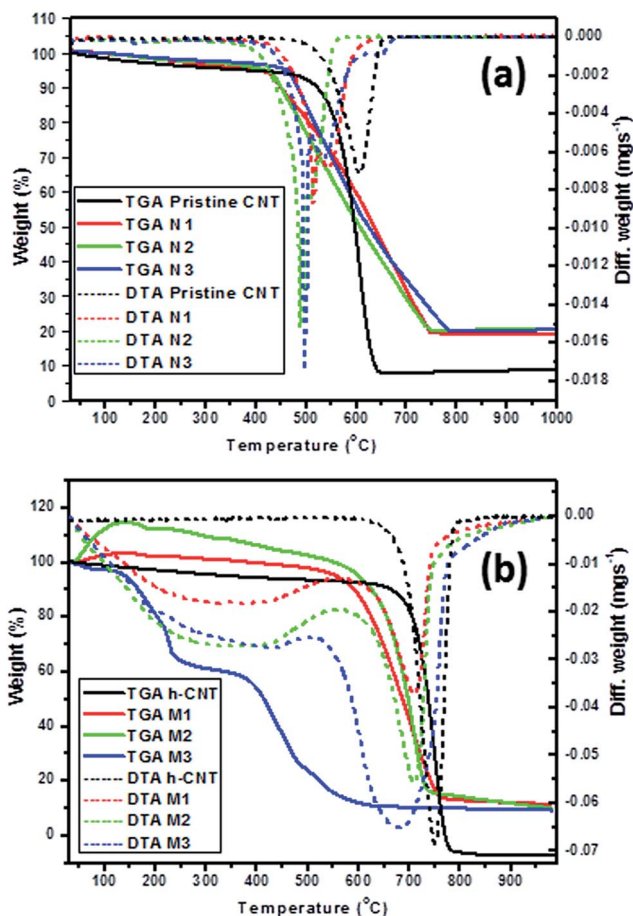 (a)
110
100
90
80
70
60
50
40
30
20
10
0
Weight (%)
0.000
-0.002
-0.004
-0.006
-0.008
-0.010
-0.012
-0.014
-0.016
-0.018
Diff. weight (mgs-1)
TGA Pristine CNT
TGA N1
TGA N2
TGA N3
DTA Pristine CNT
DTA N1
DTA N2
DTA N3
100 200 300 400 500 600 700 800 900 1000
Temperature (°C)
(b)
120
100
80
60
40
20
0
Weight (%)
0.00
-0.01
-0.02
-0.03
-0.04
-0.05
-0.06
-0.07
Diff. weight (mgs-1)
TGA h-CNT
TGA M1
TGA M2
TGA M3
DTA h-CNT
DTA M1
DTA M2
DTA M3
100 200 300 400 500 600 700 800 900
Temperature (°C)